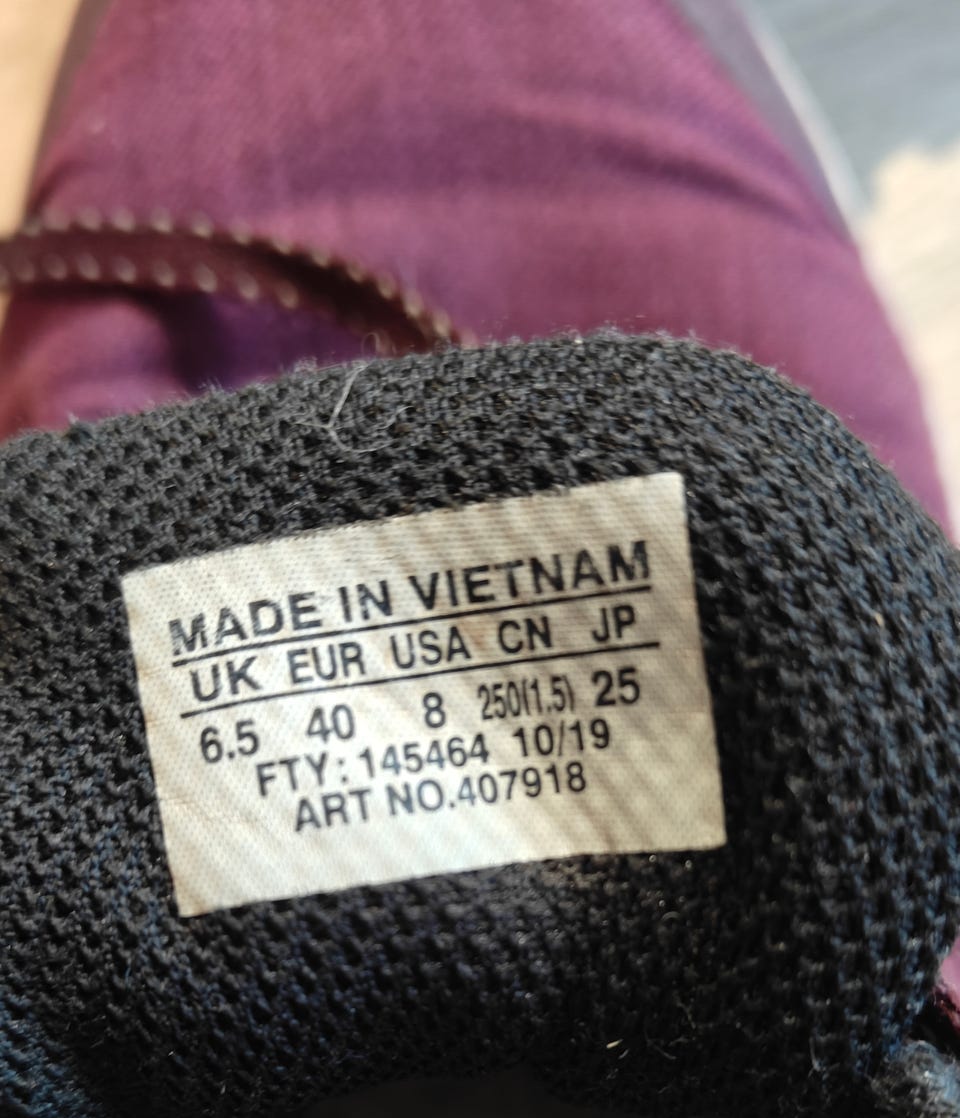 MADE IN VIETNAM
UK EUR USA CN JP
6.5 40 8 250(1.5) 25
FTY: 145464 10/19
ART NO.407918